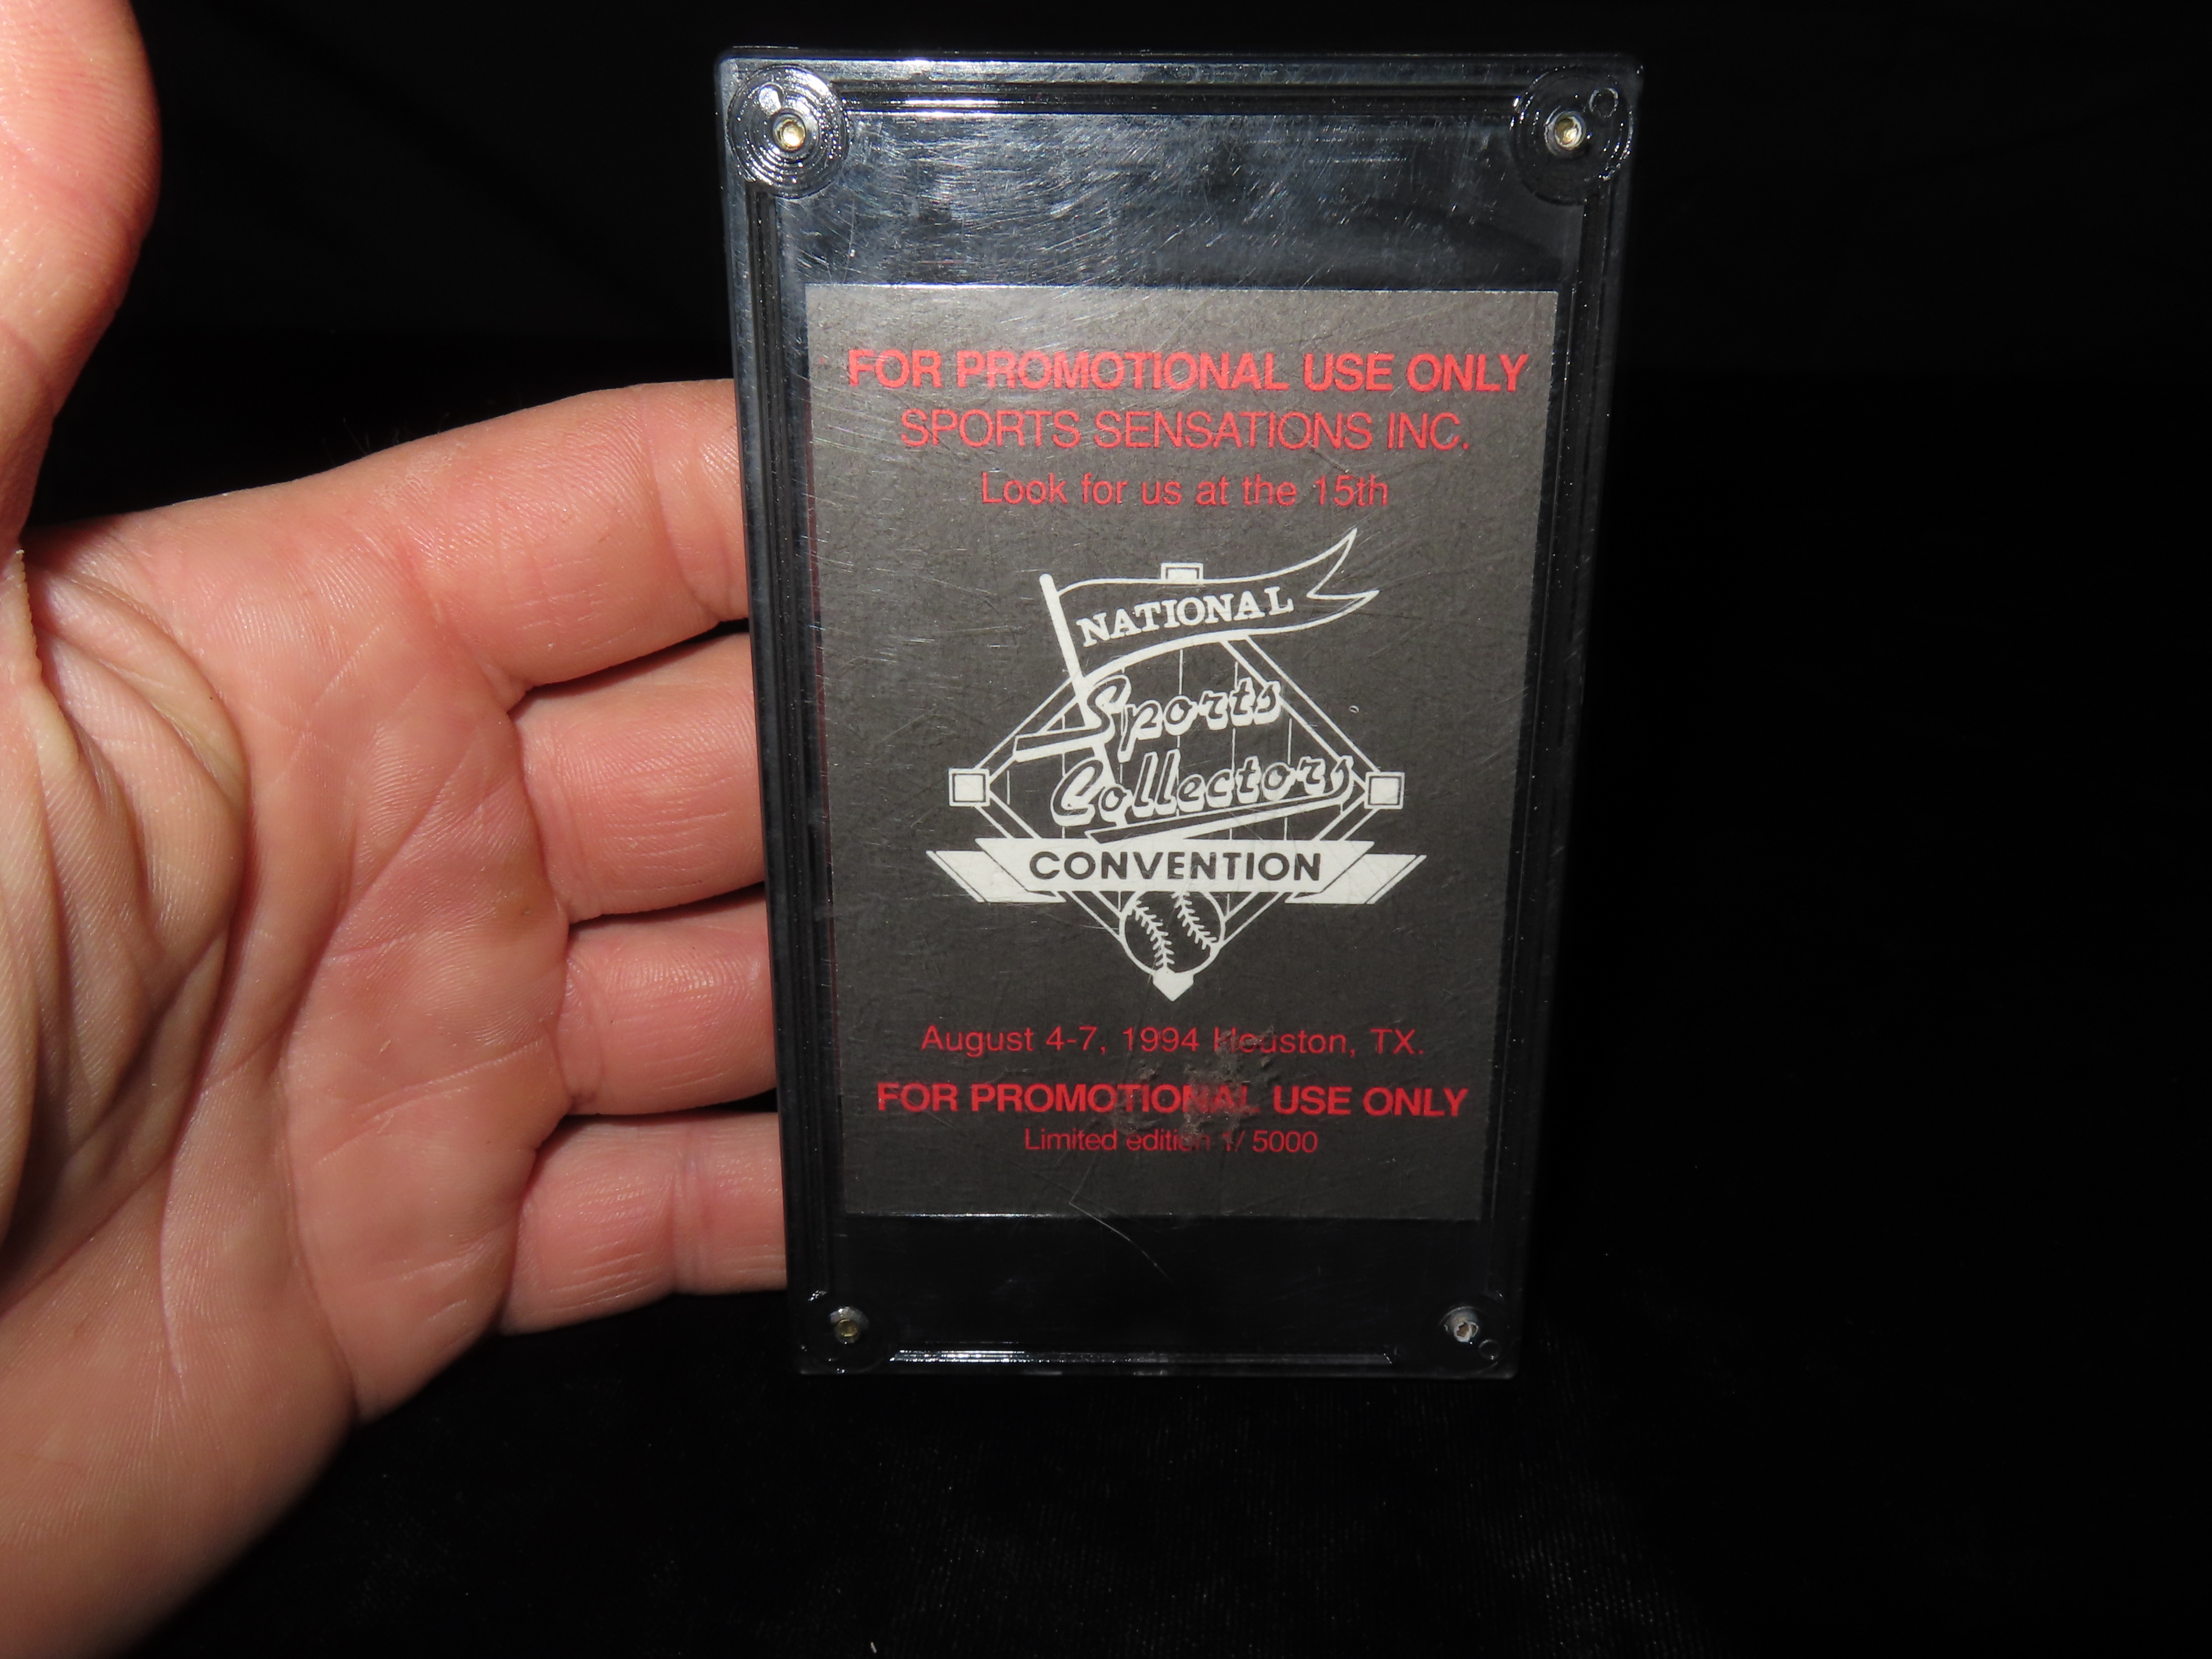 FOR PROMOTIONAL USE ONLY
SPORTS SENSATIONS INC.
Look for us at the 15th
NATIONAL
Sports
Collectors
CONVENTION
August 4-7, 1994 Houston, TX.
FOR PROMOTIONAL USE ONLY
Limited edition 1/ 5000